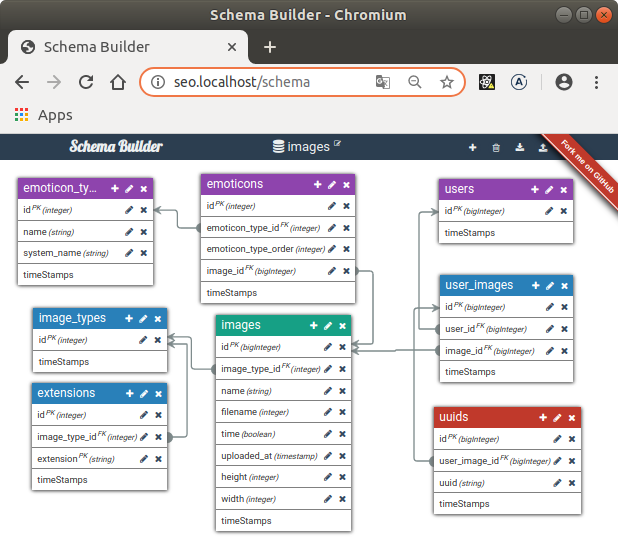 Schema Builder - Chromium
Schema Builder
seo.localhost/schema
Apps
Schema Builder
images
Fork me on GitHub
emoticon_ty...
id PK (integer)
name (string)
system_name (string)
timeStamps
emoticons
id PK (integer)
emoticon_type_id FK (integer)
emoticon_type_order (integer)
image_id FK (bigInteger)
timeStamps
users
id PK (bigInteger)
timeStamps
image_types
id PK (integer)
timeStamps
images
id PK (bigInteger)
image_type_id FK (integer)
name (string)
filename (integer)
time (boolean)
uploaded_at (timestamp)
height (integer)
width (integer)
timeStamps
user_images
id PK (bigInteger)
user_id FK (bigInteger)
image_id FK (bigInteger)
timeStamps
extensions
id PK (integer)
image_type_id FK (integer)
extension PK (string)
timeStamps
uuids
id PK (bigInteger)
user_image_id FK (bigInteger)
uuid (string)
timeStamps